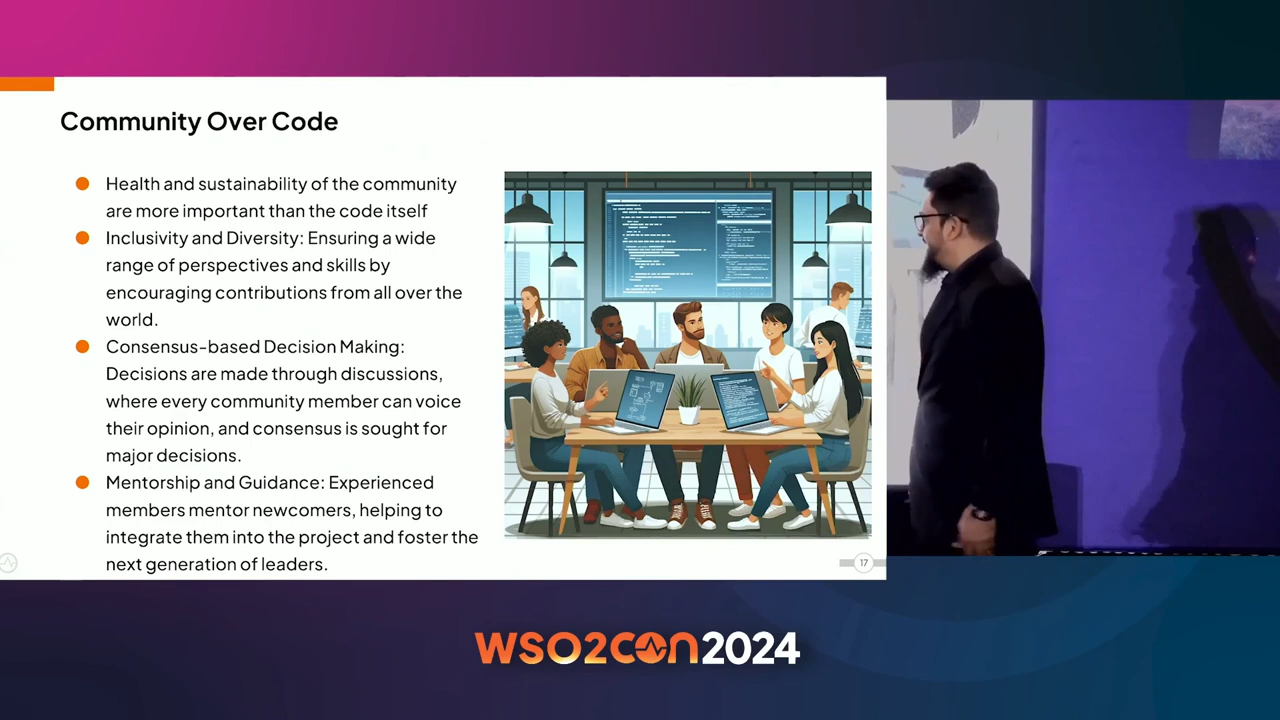 Community Over Code
Health and sustainability of the community
are more important than the code itself
Inclusivity and Diversity: Ensuring a wide
range of perspectives and skills by
encouraging contributions from all over the
world.
Consensus-based Decision Making:
Decisions are made through discussions,
where every community member can voice
their opinion, and consensus is sought for
major decisions.
Mentorship and Guidance: Experienced
members mentor newcomers, helping to
integrate them into the project and foster the
next generation of leaders.
17
WSO2CON2024